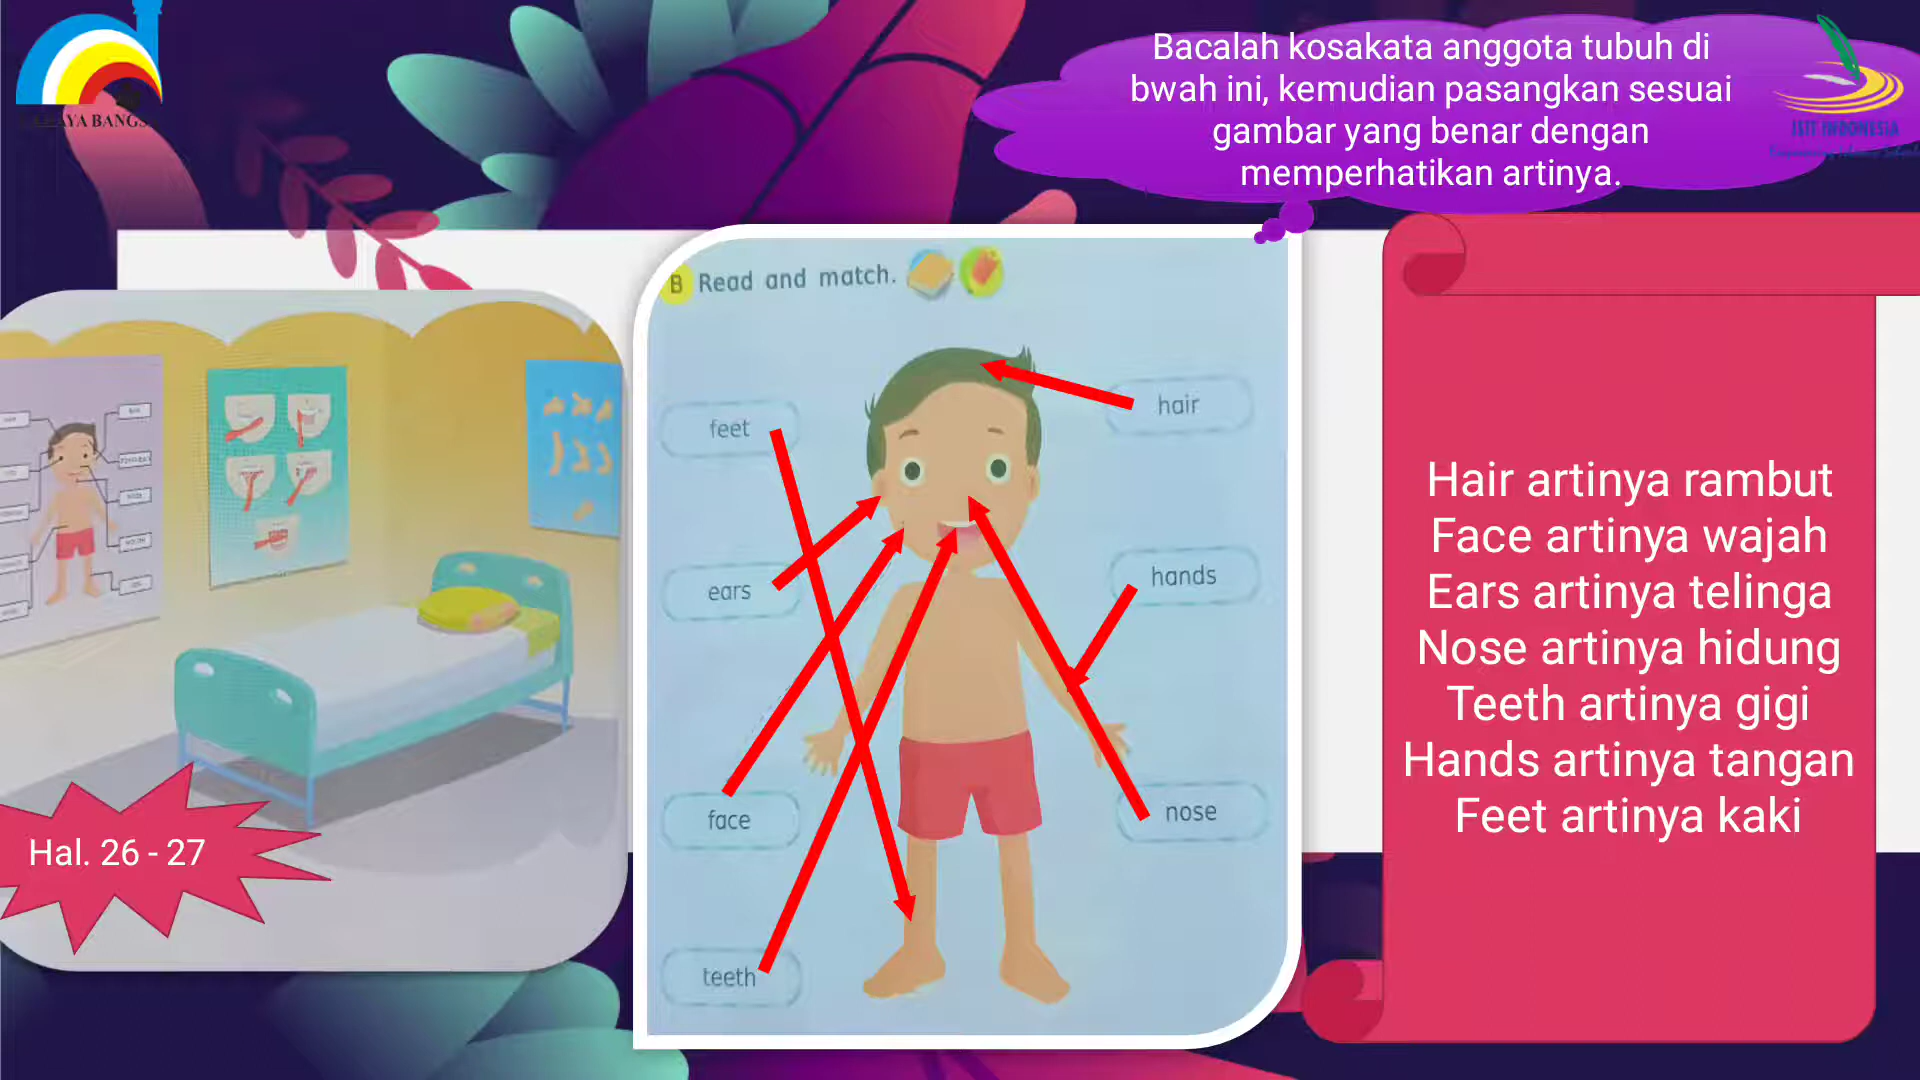 Bacalah kosakata anggota tubuh di
bwah ini, kemudian pasangkan sesuai
gambar yang benar dengan
memperhatikan artinya.
JSIT INDONESIA
B Read and match.
feet
hair
ears
hands
face
nose
teeth
Hal. 26 - 27
Hair artinya rambut
Face artinya wajah
Ears artinya telinga
Nose artinya hidung
Teeth artinya gigi
Hands artinya tangan
Feet artinya kaki